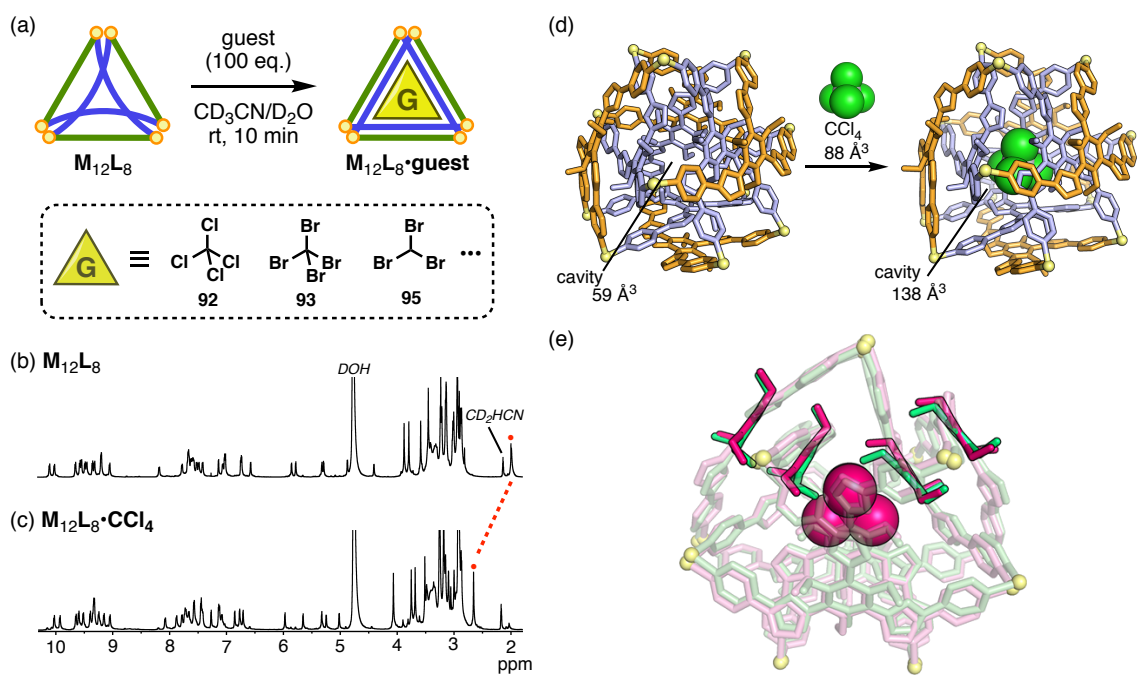 (a)
guest
(100 eq.)
CD₃CN/D₂O
rt, 10 min
M₁₂L₈
M₁₂L₈•guest
G
G
≡
Cl
Cl
Cl
Cl
92
Br
Br
Br
Br
93
Br
Br
Br
95
•••
(b) M₁₂L₈
DOH
CD₂HCN
(c) M₁₂L₈•CCl₄
10 9 8 7 6 5 4 3 2
ppm
(d)
CCl₄
88 Å³
cavity
59 Å³
cavity
138 Å³
(e)